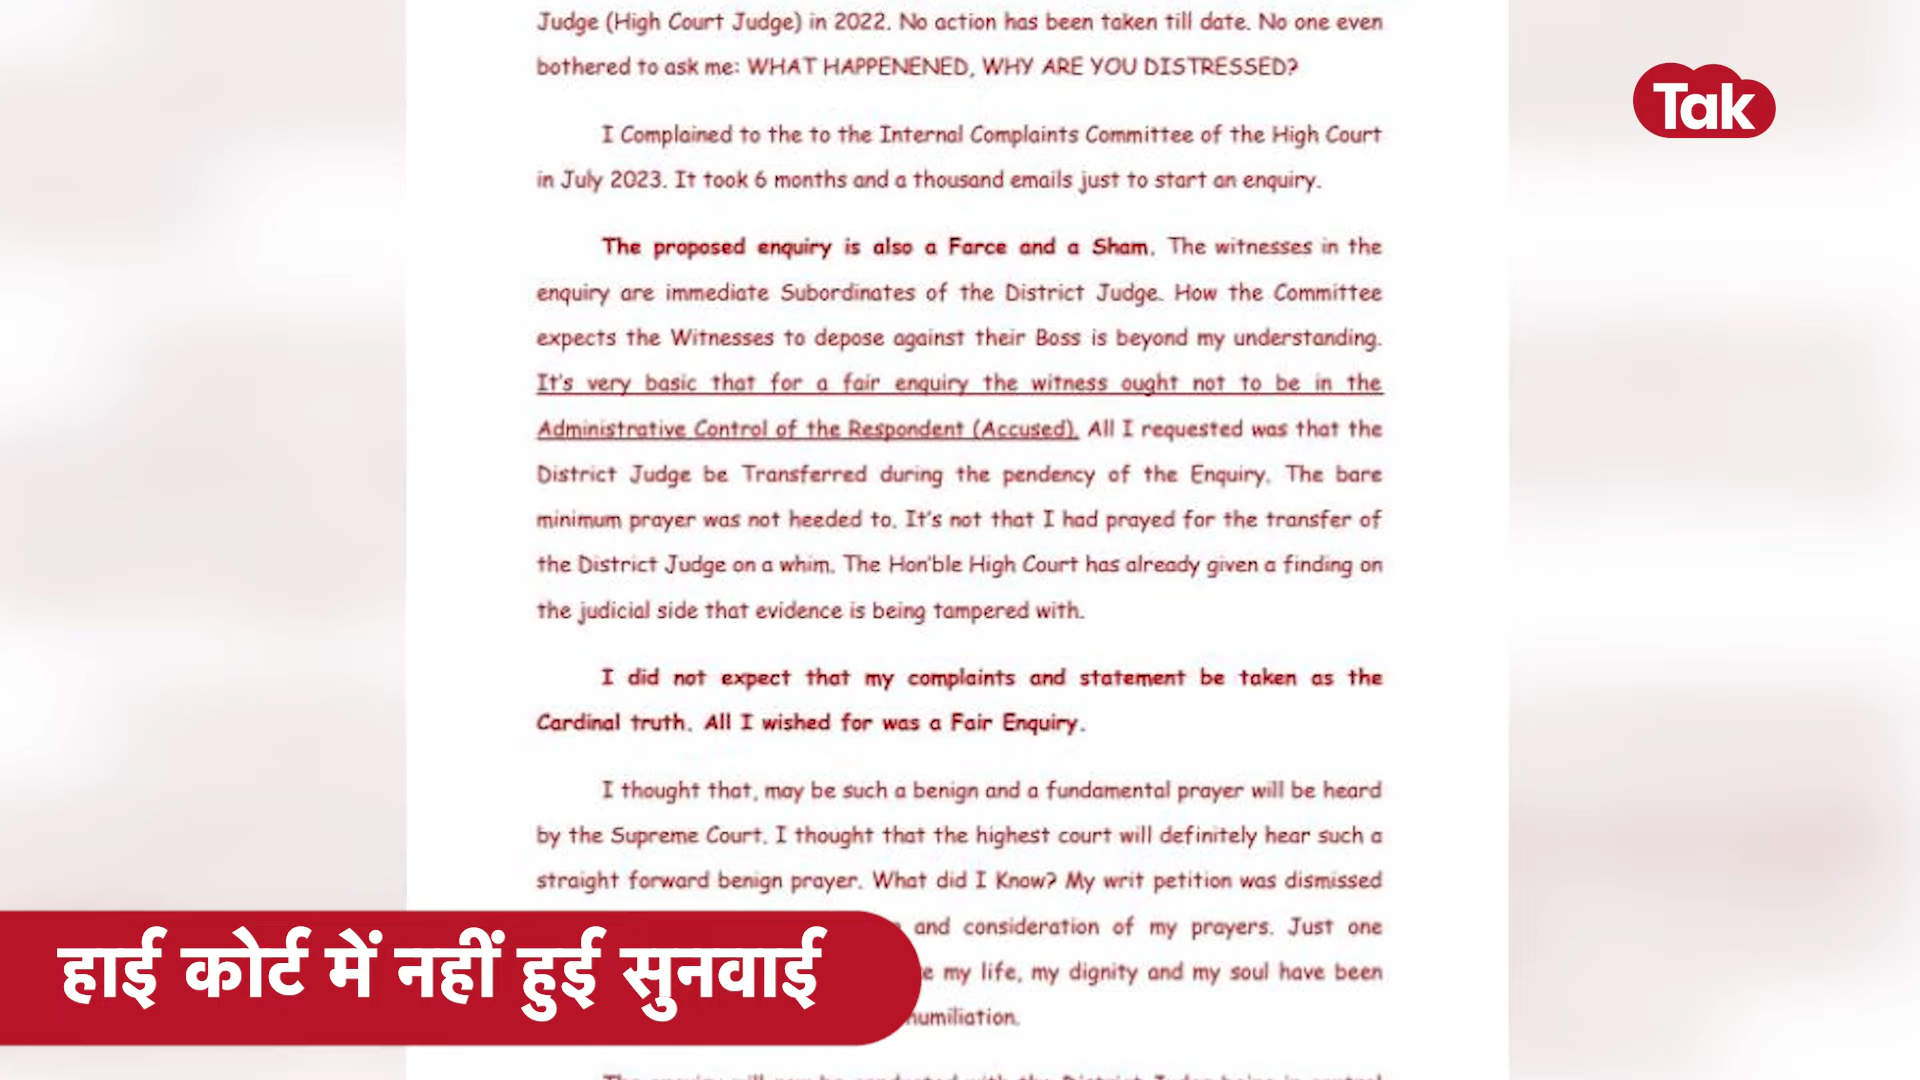 Judge (High Court Judge) in 2022. No action has been taken till date. No one even
bothered to ask me: WHAT HAPPENENED, WHY ARE YOU DISTRESSED?
Tak
I Complained to the to the Internal Complaints Committee of the High Court
in July 2023. It took 6 months and a thousand emails just to start an enquiry.
The proposed enquiry is also a Farce and a Sham. The witnesses in the
enquiry are immediate Subordinates of the District Judge. How the Committee
expects the Witnesses to depose against their Boss is beyond my understanding.
It's very basic that for a fair enquiry the witness ought not to be in the
Administrative Control of the Respondent (Accused). All I requested was that the
District Judge be Transferred during the pendency of the Enquiry. The bare
minimum prayer was not heeded to. It's not that I had prayed for the transfer of
the District Judge on a whim. The Hon'ble High Court has already given a finding on
the judicial side that evidence is being tampered with.
I did not expect that my complaints and statement be taken as the
Cardinal truth. All I wished for was a Fair Enquiry.
I thought that, may be such a benign and a fundamental prayer will be heard
by the Supreme Court. I thought that the highest court will definitely hear such a
straight forward benign prayer. What did I Know? My writ petition was dismissed
and consideration of my prayers. Just one
my life, my dignity and my soul have been
humiliation.
हाई कोर्ट में नहीं हुई सुनवाई